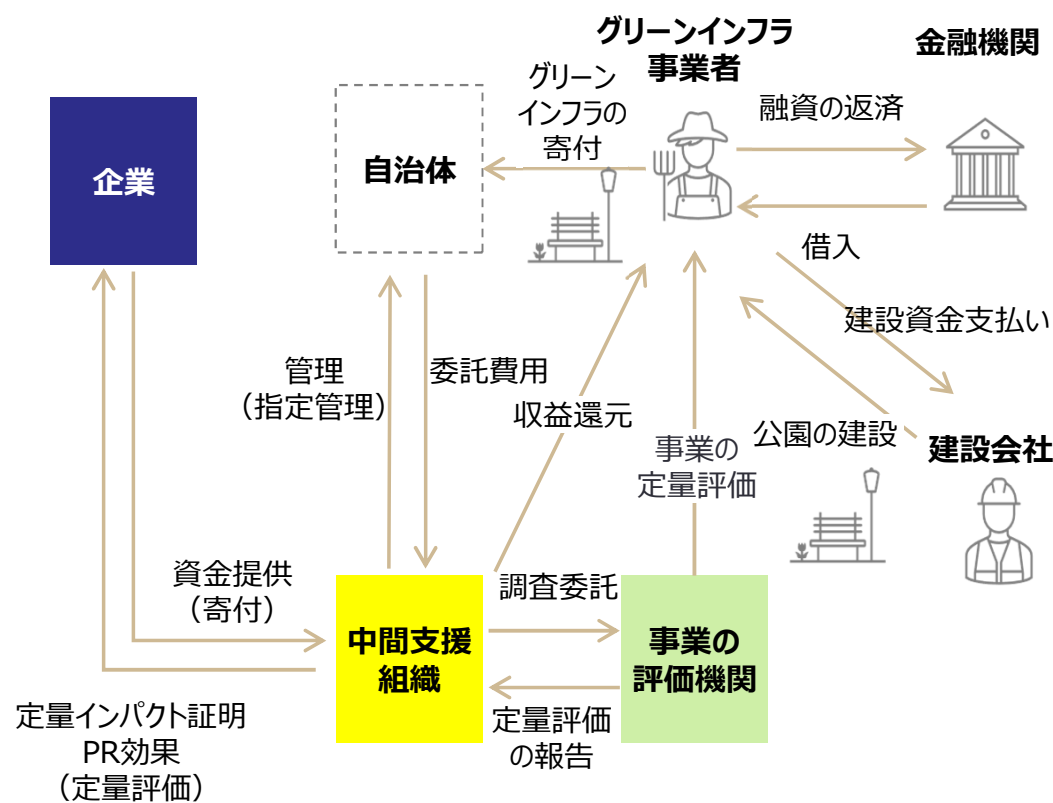 グリーンインフラ
事業者
金融機関
グリーン
インフラの
寄付
融資の返済
企業
自治体
借入
建設資金支払い
管理
（指定管理）
委託費用
収益還元
事業の
定量評価
公園の建設
建設会社
資金提供
（寄付）
調査委託
中間支援
組織
事業の
評価機関
定量評価
の報告
定量インパクト証明
PR効果
（定量評価）